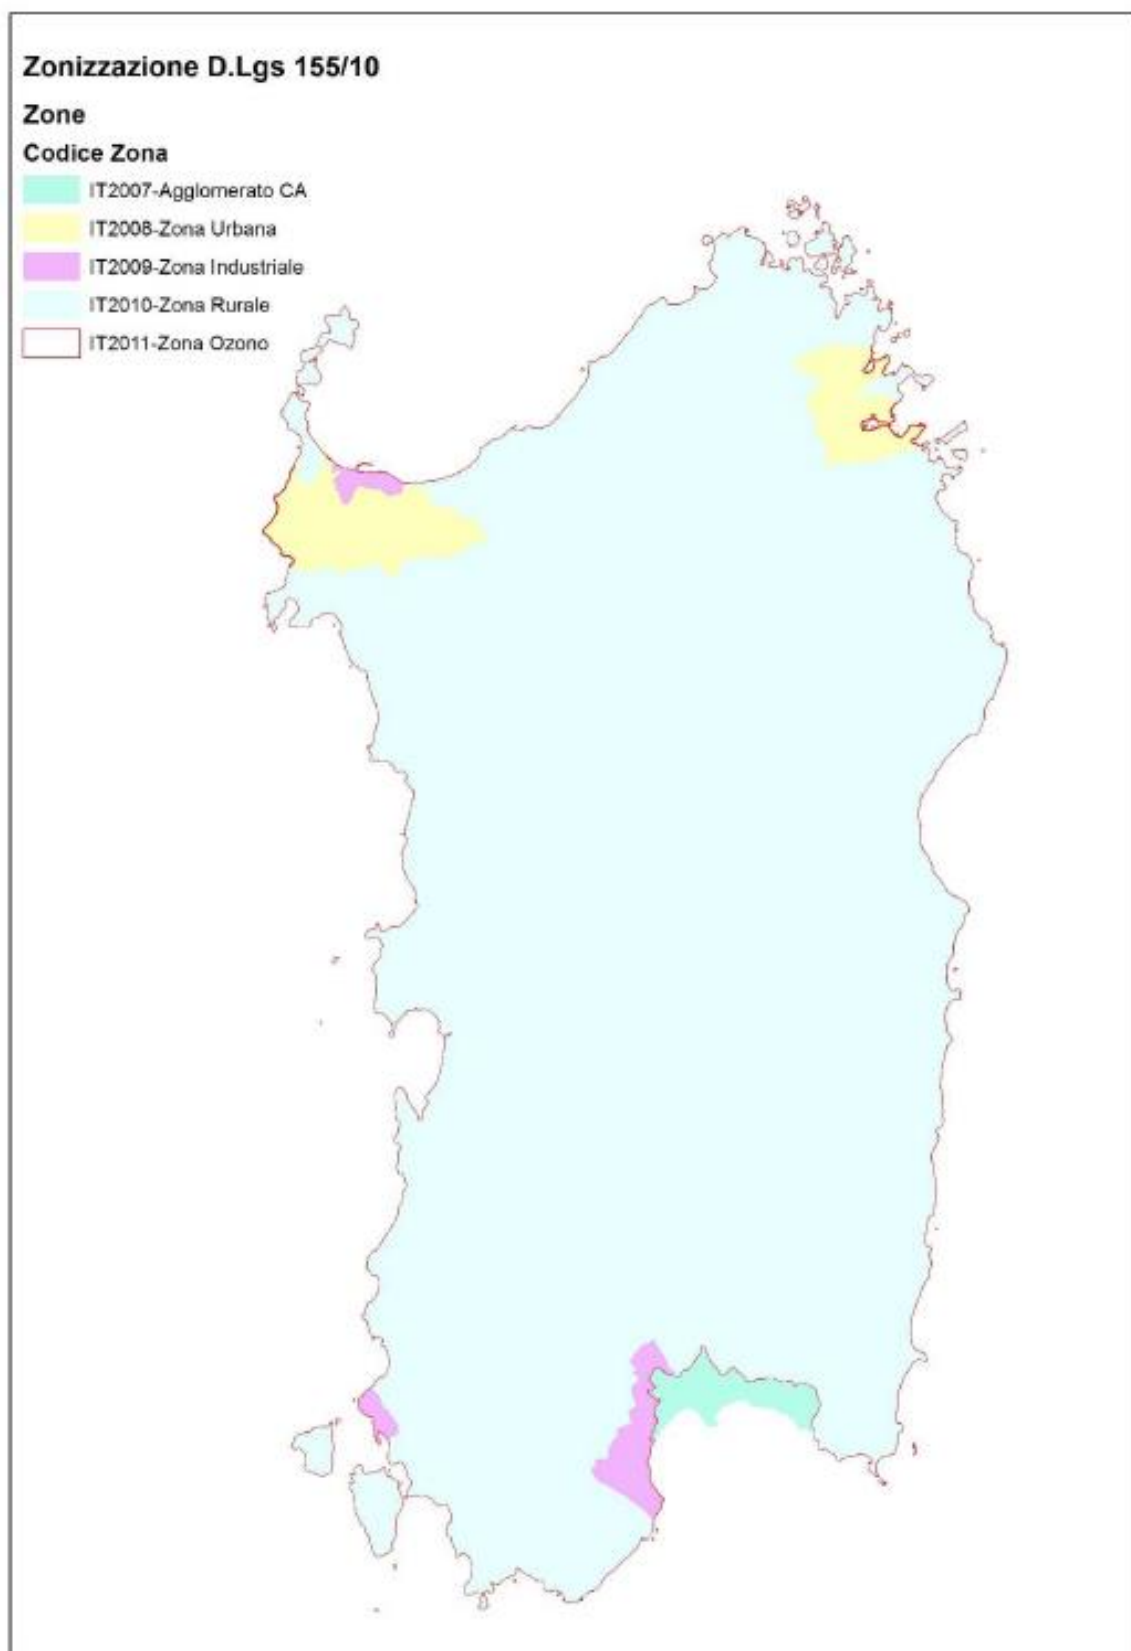 Zonizzazione D.Lgs 155/10
Zone
Codice Zona
IT2007-Agglomerato CA
IT2008-Zona Urbana
IT2009-Zona Industriale
IT2010-Zona Rurale
IT2011-Zona Ozono